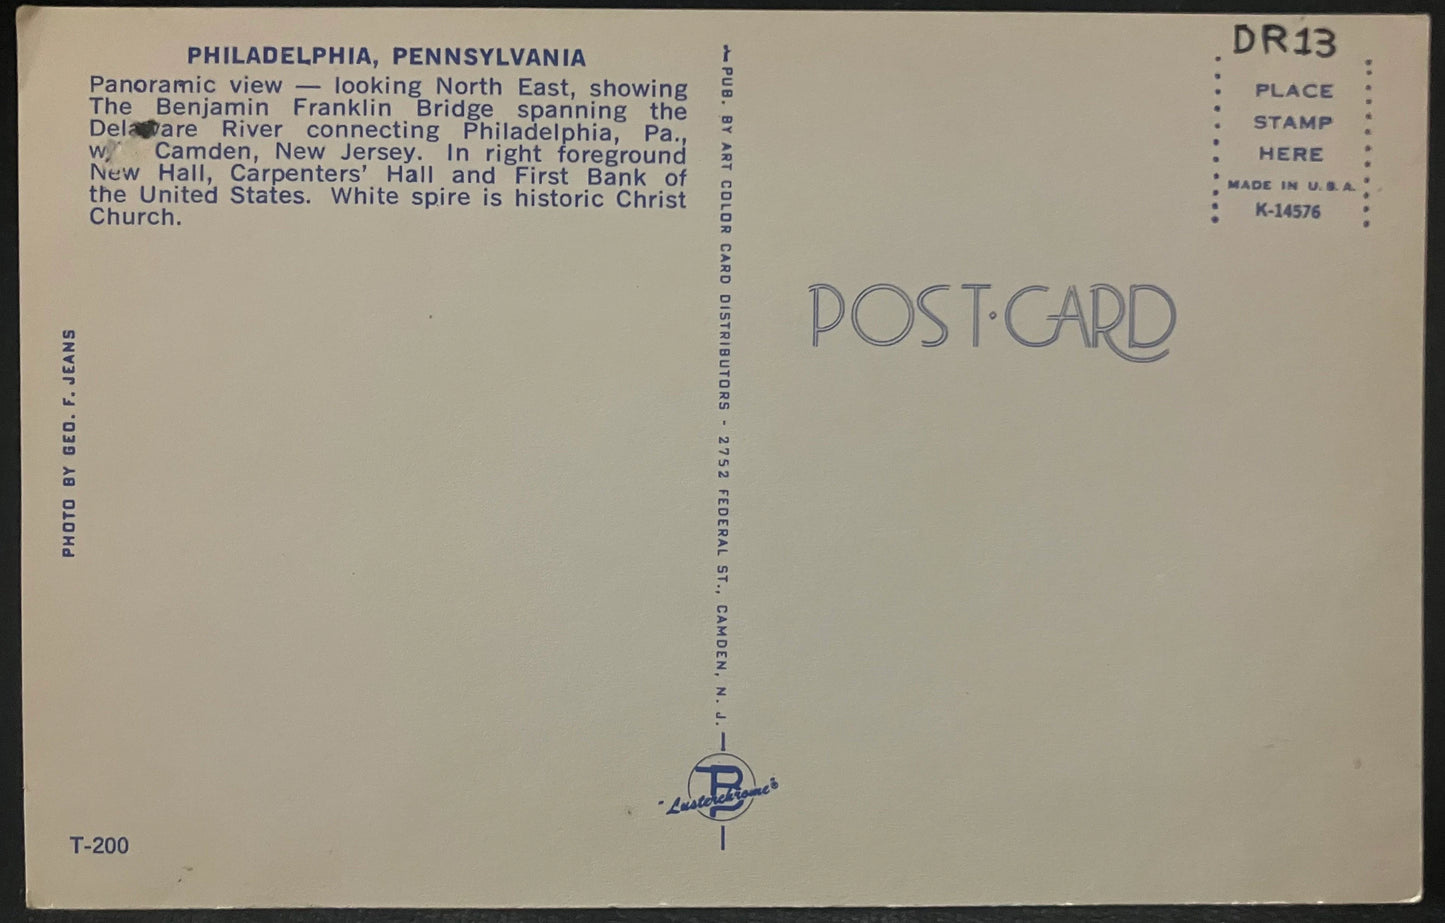 PHILADELPHIA, PENNSYLVANIA
Panoramic view — looking North East, showing
The Benjamin Franklin Bridge spanning the
Delaware River connecting Philadelphia, Pa.,
Camden, New Jersey. In right foreground
New Hall, Carpenters' Hall and First Bank of
the United States. White spire is historic Christ
Church.
PHOTO BY GEO. F. JEANS
T-200
PUB. BY ART COLOR CARD DISTRIBUTORS - 2752 FEDERAL ST., CAMDEN, N. J.
"Lusterchrome"®
DR13
PLACE
STAMP
HERE
MADE IN U.S.A.
K-14576
POST·CARD